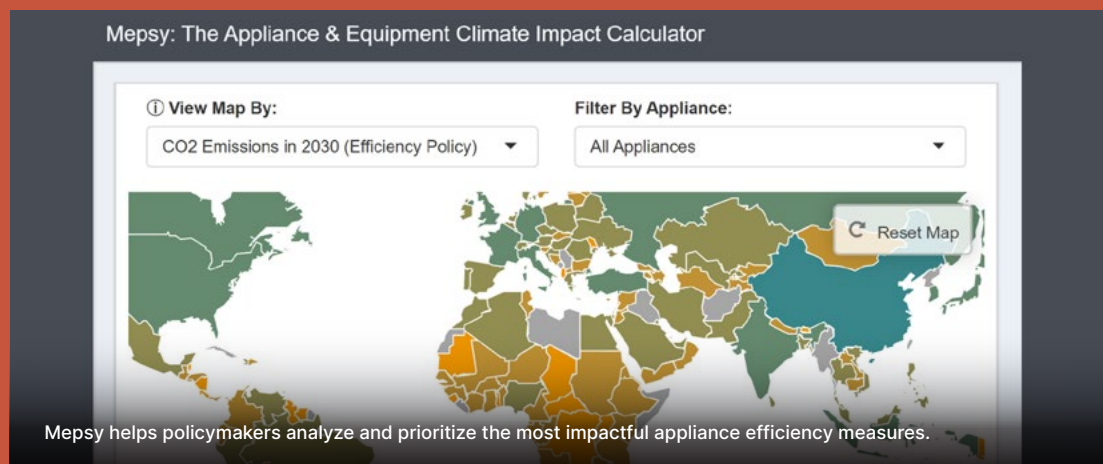 Mepsy: The Appliance & Equipment Climate Impact Calculator
ⓘ View Map By:
Filter By Appliance:
CO2 Emissions in 2030 (Efficiency Policy)
All Appliances
Reset Map
Mepsy helps policymakers analyze and prioritize the most impactful appliance efficiency measures.